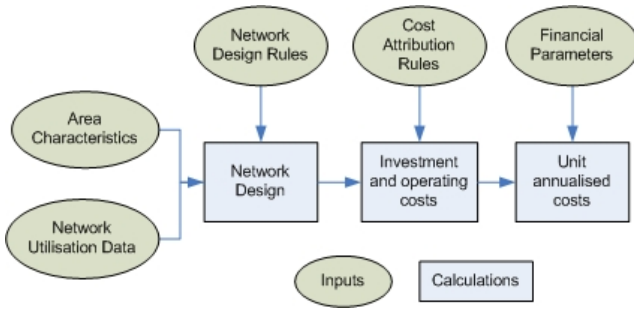 Network
Design Rules
Cost
Attribution
Rules
Financial
Parameters
Area
Characteristics
Network
Design
Investment
and operating
costs
Unit
annualised
costs
Network
Utilisation Data
Inputs
Calculations